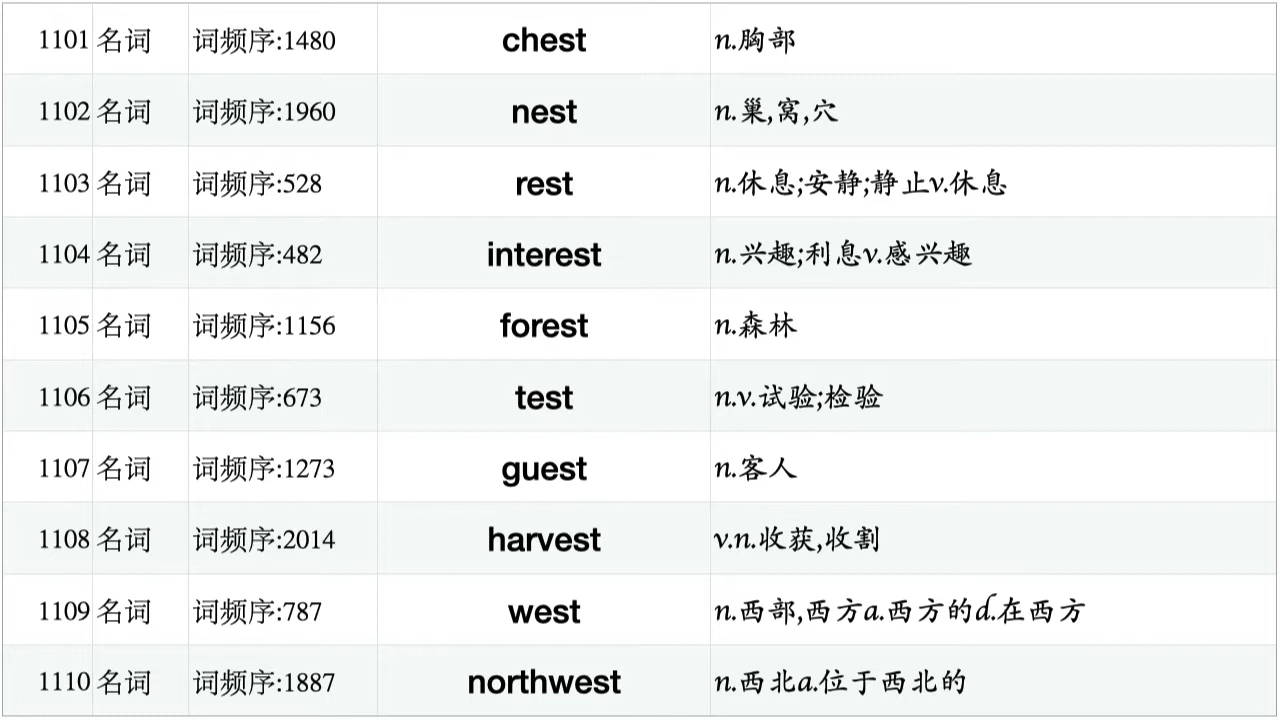 1101 名词 词频序:1480 chest n.胸部
1102 名词 词频序:1960 nest n.巢,窝,穴
1103 名词 词频序:528 rest n.休息;安静;静止v.休息
1104 名词 词频序:482 interest n.兴趣;利息v.感兴趣
1105 名词 词频序:1156 forest n.森林
1106 名词 词频序:673 test n.v.试验;检验
1107 名词 词频序:1273 guest n.客人
1108 名词 词频序:2014 harvest v.n.收获,收割
1109 名词 词频序:787 west n.西部,西方a.西方的d.在西方
1110 名词 词频序:1887 northwest n.西北a.位于西北的